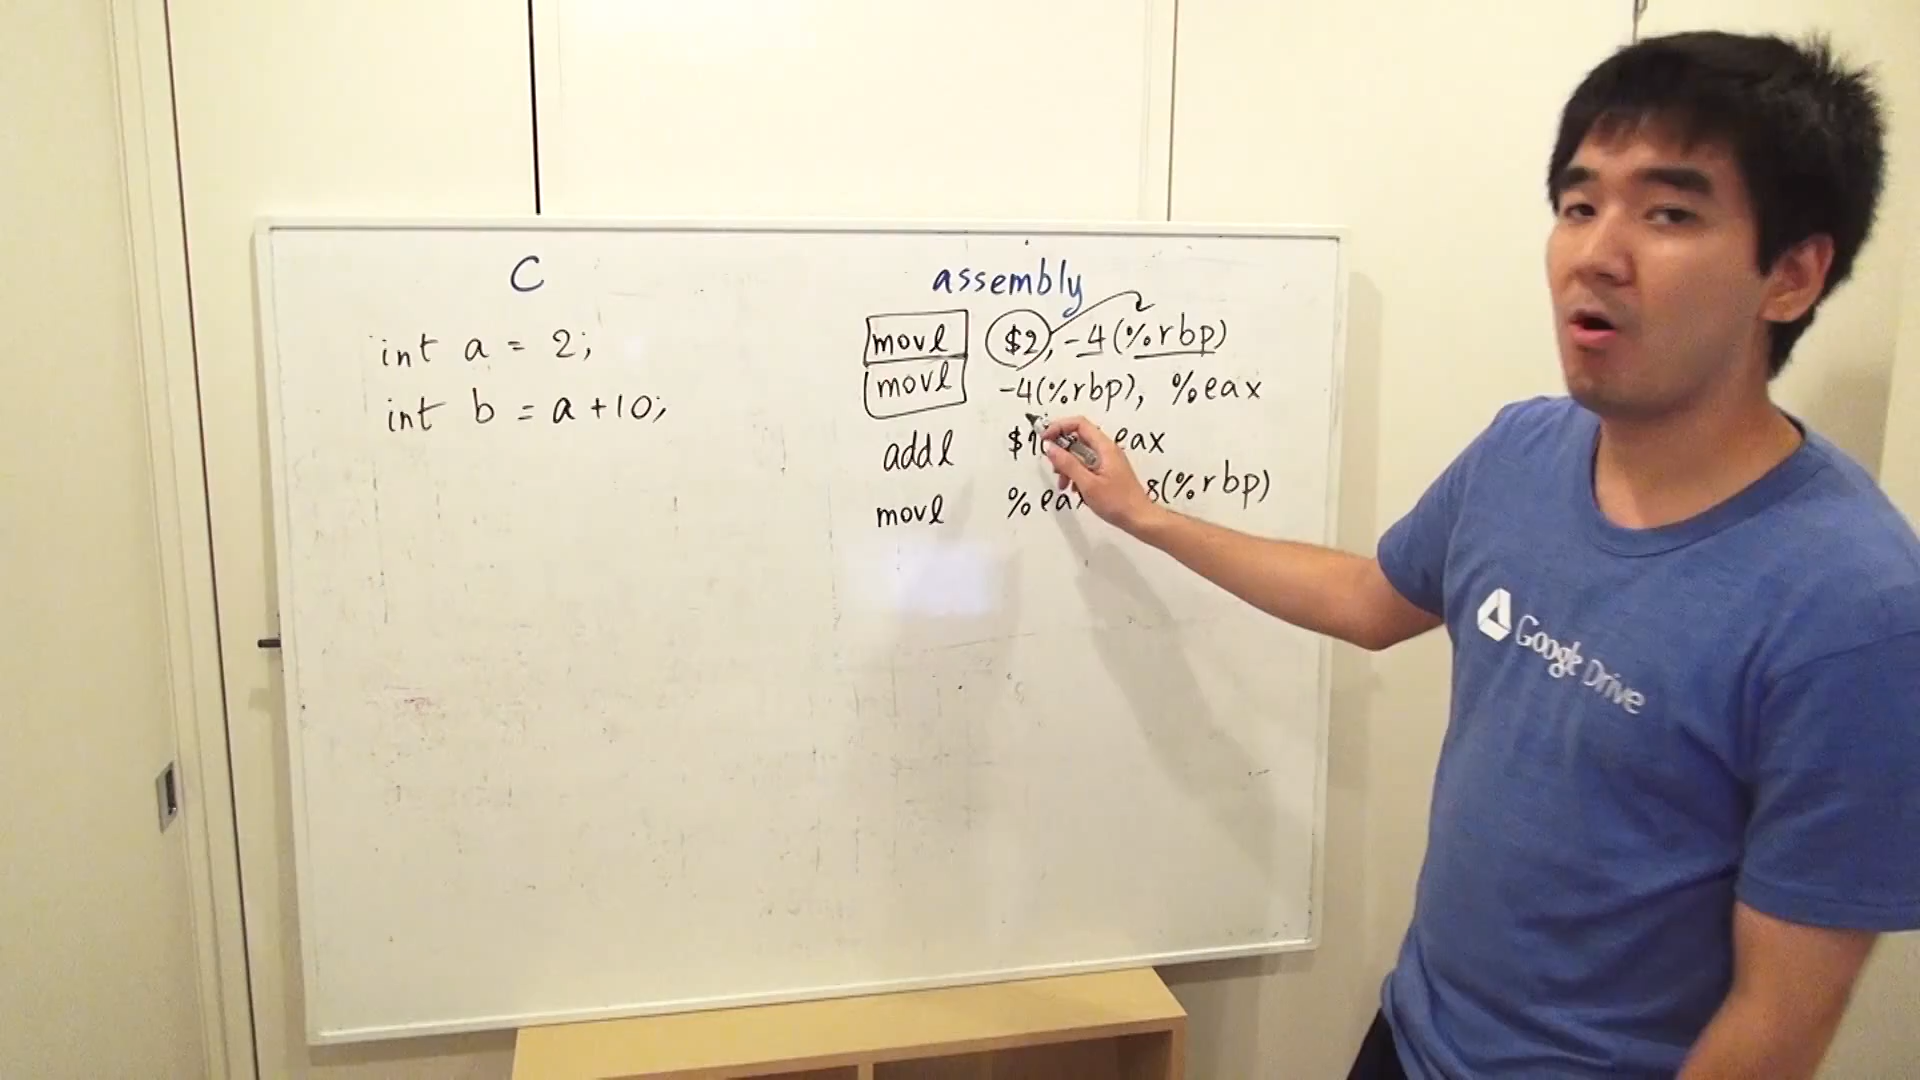 C
int a = 2;
int b = a + 10;
assembly
movl $2, -4(%rbp)
movl -4(%rbp), %eax
addl eax
movl %eax 8(%rbp)
Google Drive